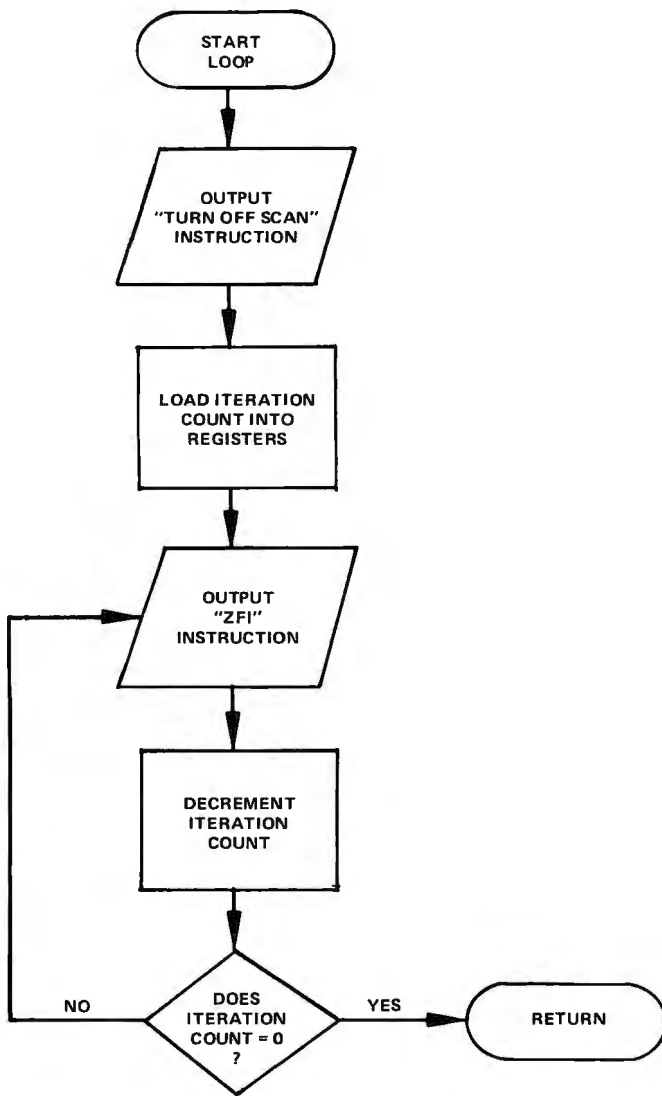 START
LOOP
OUTPUT
"TURN OFF SCAN"
INSTRUCTION
LOAD ITERATION
COUNT INTO
REGISTERS
OUTPUT
"ZFI"
INSTRUCTION
DECREMENT
ITERATION
COUNT
DOES
ITERATION
COUNT = 0
?
NO
YES
RETURN